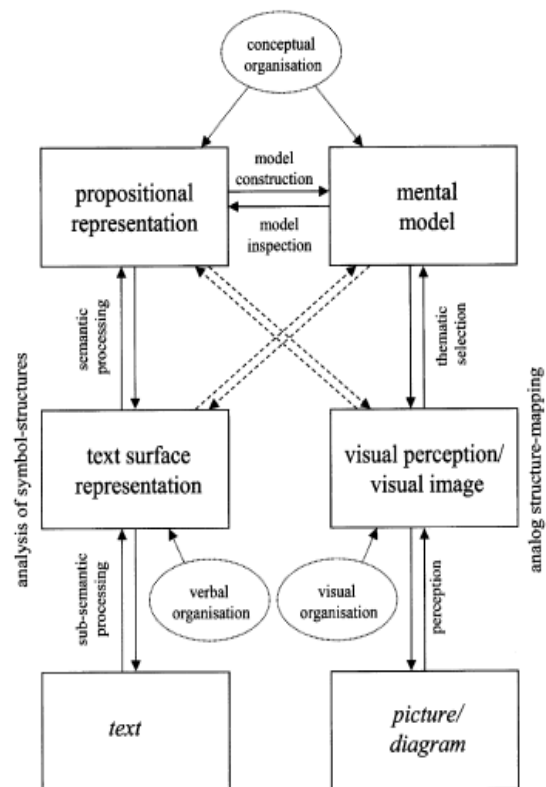 conceptual
organisation
propositional
representation
model
construction
model
inspection
mental
model
semantic
processing
thematic
selection
analysis of symbol-structures
analog structure-mapping
text surface
representation
visual perception/
visual image
sub-semantic
processing
verbal
organisation
visual
organisation
perception
text
picture/
diagram